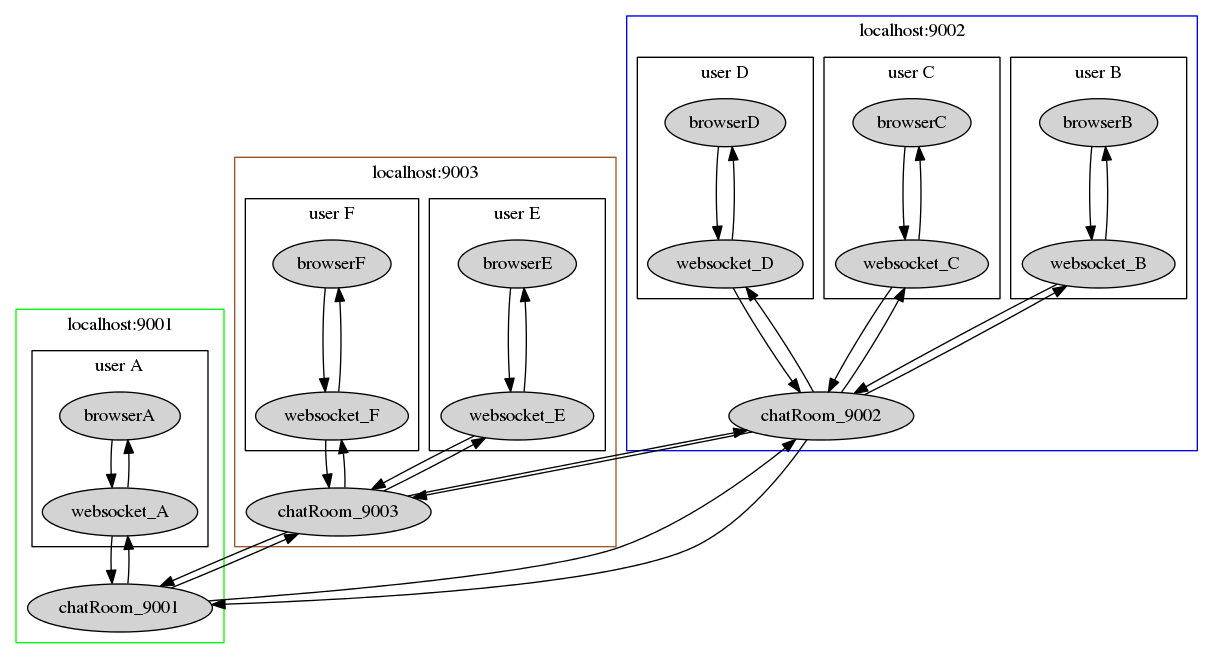 localhost:9002
user D
user C
user B
browserD
browserC
browserB
localhost:9003
user F
user E
browserF
browserE
websocket_D
websocket_C
websocket_B
localhost:9001
user A
browserA
websocket_F
websocket_E
chatRoom_9002
websocket_A
chatRoom_9003
chatRoom_9001